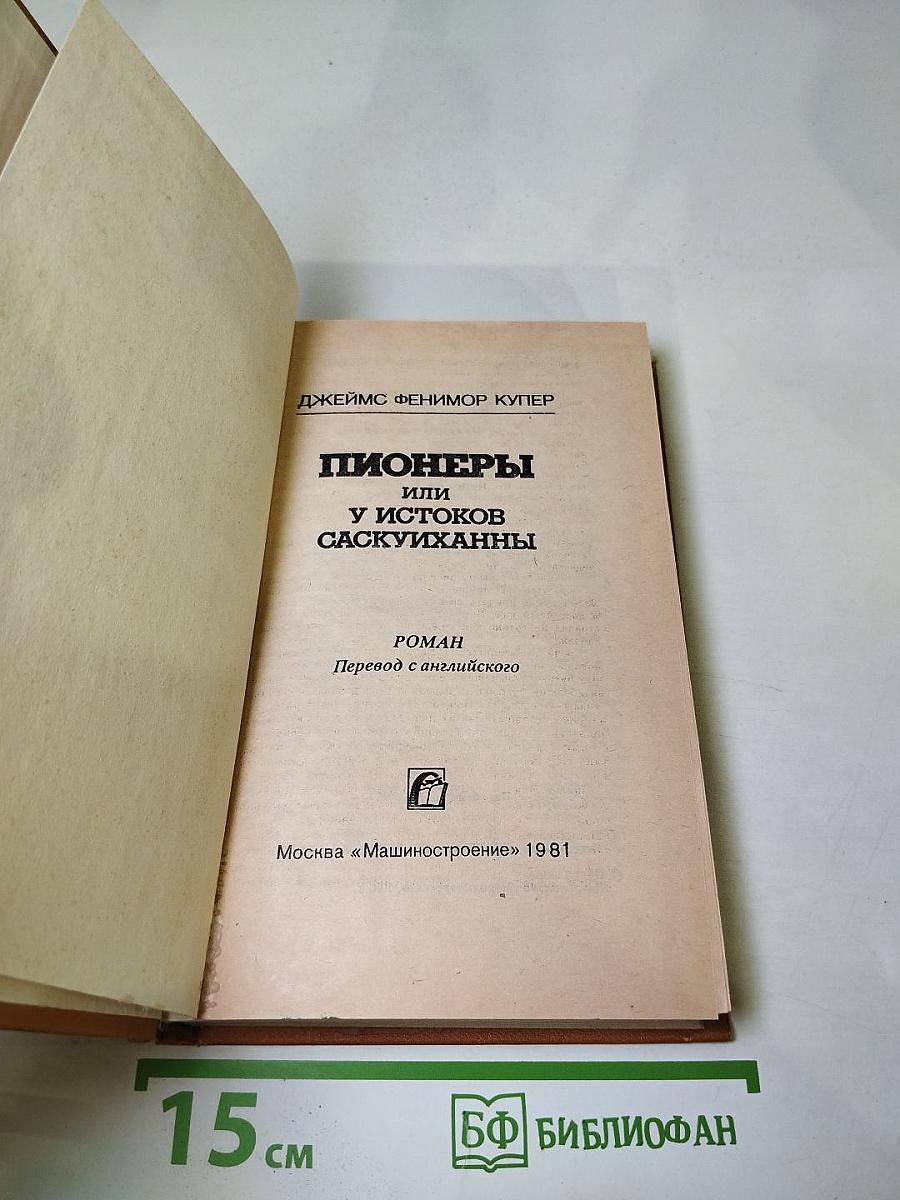 ДЖЕЙМС ФЕНИМОР КУПЕР
ПИОНЕРЫ
ИЛИ
У ИСТОКОВ
САСКУИХАННЫ
РОМАН
Перевод с английского
Москва «Машиностроение» 1981
15 см
БФ БИБЛИОФАН